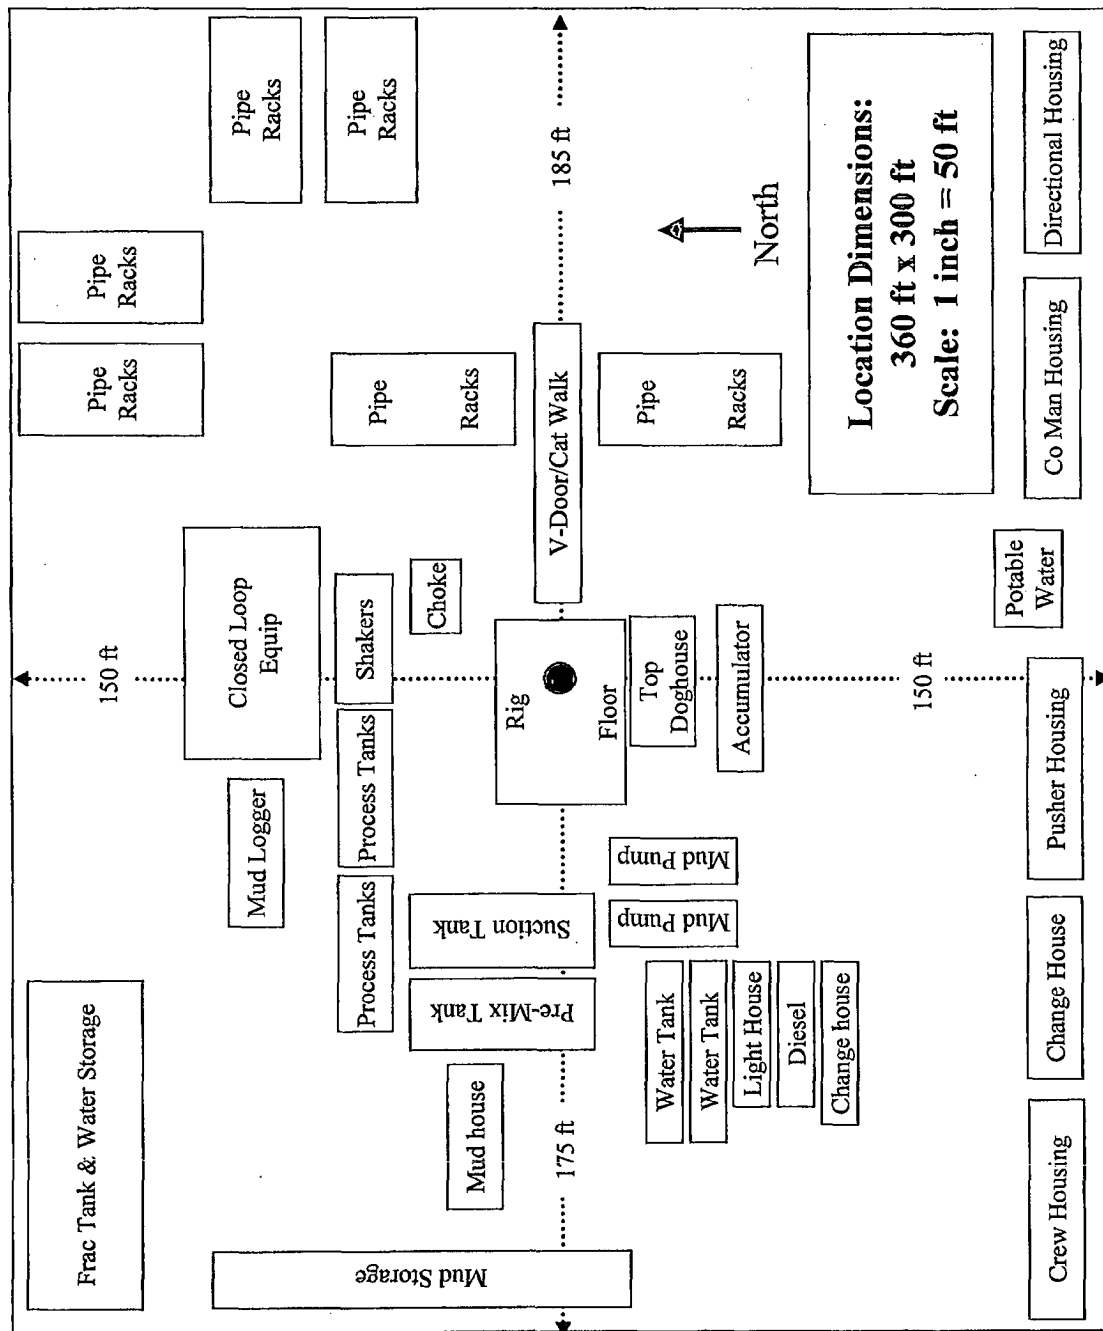 Frac Tank & Water Storage
Pipe
Racks
Pipe
Racks
Pipe
Racks
Pipe
Racks
150 ft
Mud Logger
Closed Loop
Equip
Process Tanks
Process Tanks
Shakers
Choke
Pipe
Racks
Mud Storage
Mud house
Pre-Mix Tank
Suction Tank
Rig
Floor
V-Door/Cat Walk
175 ft
185 ft
Mud Pump
Mud Pump
Top
Doghouse
Accumulator
Pipe
Racks
North
Water Tank
Water Tank
Light House
Diesel
Change house
150 ft
Location Dimensions:
360 ft x 300 ft
Scale: 1 inch = 50 ft
Potable
Water
Crew Housing
Change House
Pusher Housing
Co Man Housing
Directional Housing